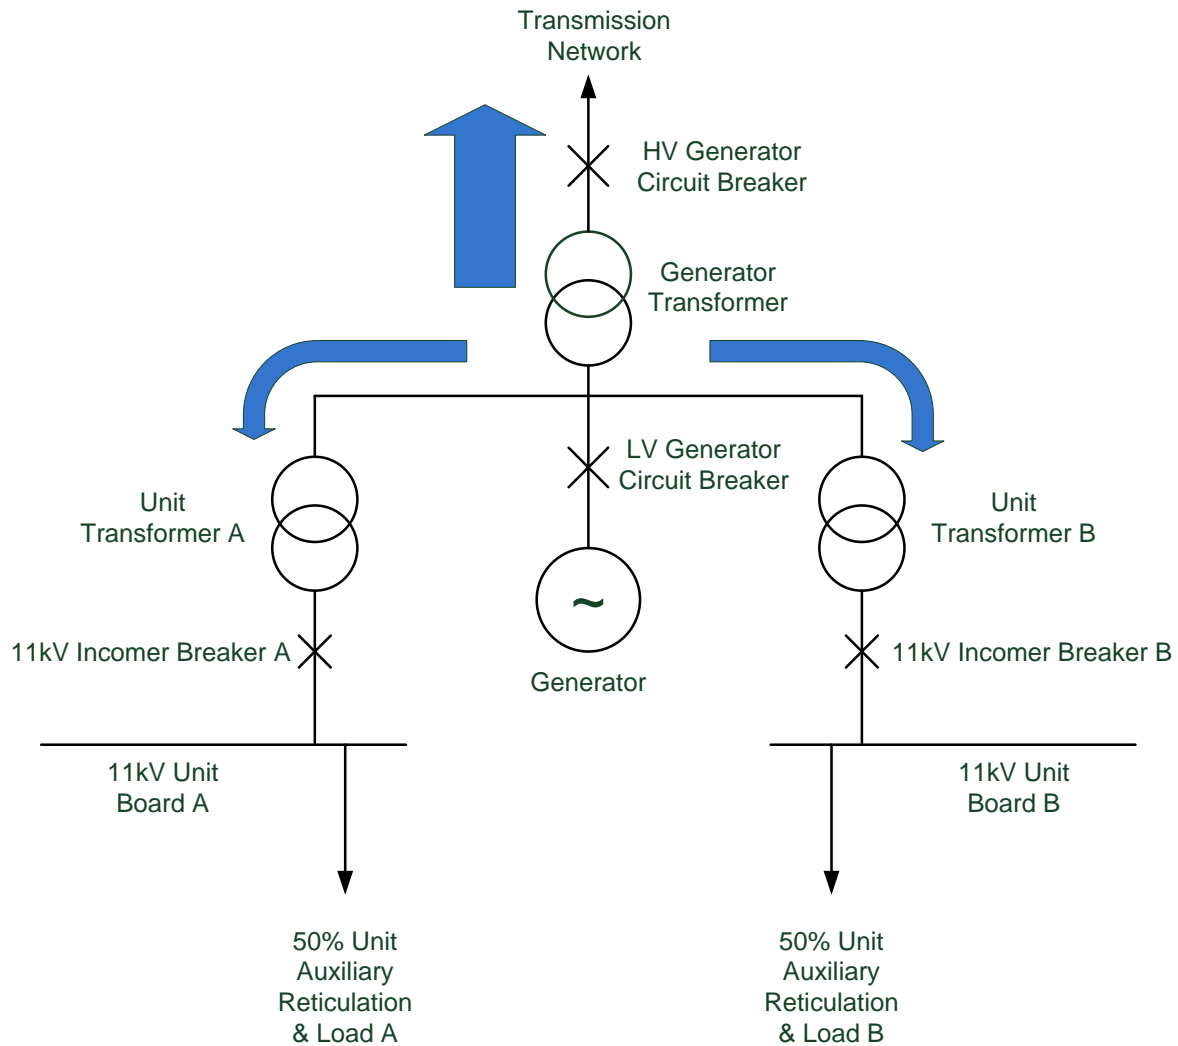 Transmission
Network
HV Generator
Circuit Breaker
Generator
Transformer
LV Generator
Circuit Breaker
Unit
Transformer A
Unit
Transformer B
~
Generator
11kV Incomer Breaker A
11kV Incomer Breaker B
11kV Unit
Board A
11kV Unit
Board B
50% Unit
Auxiliary
Reticulation
& Load A
50% Unit
Auxiliary
Reticulation
& Load B